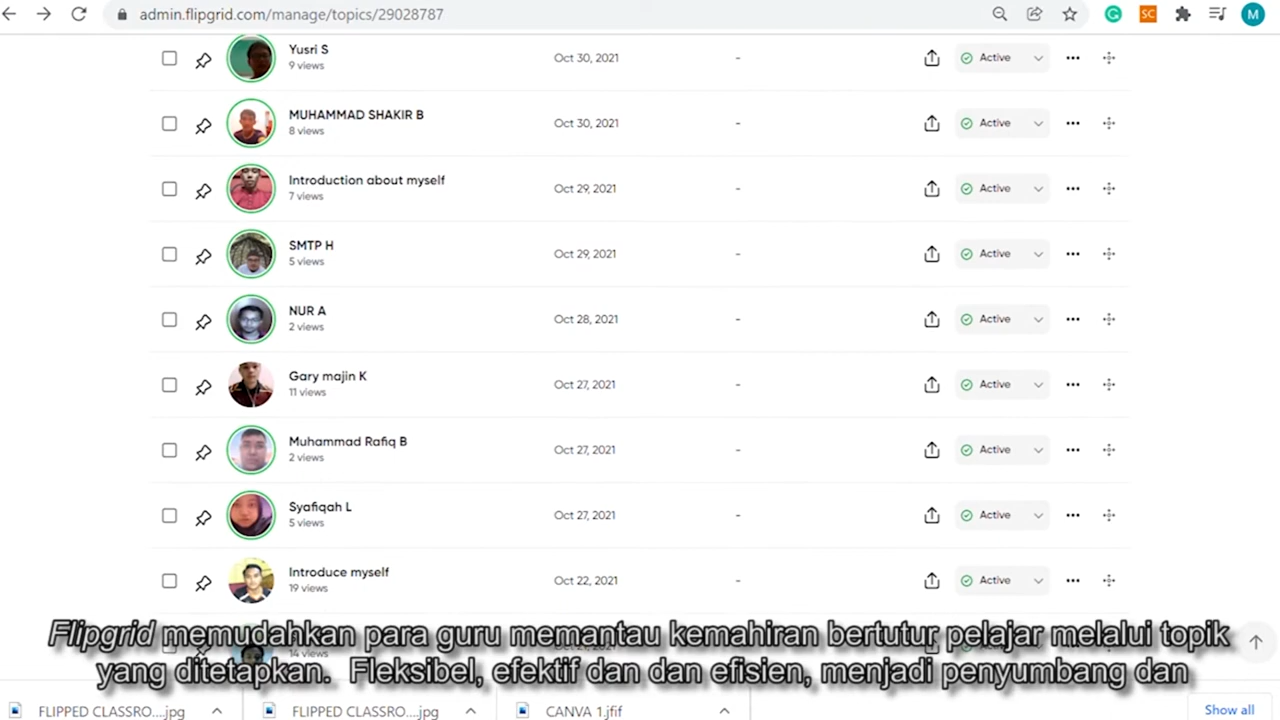 admin.flipgrid.com/manage/topics/29028787
SC
M
Yusri S
9 views
Oct 30, 2021
-
Active
MUHAMMAD SHAKIR B
8 views
Oct 30, 2021
-
Active
Introduction about myself
7 views
Oct 29, 2021
-
Active
SMTP H
5 views
Oct 29, 2021
-
Active
NUR A
2 views
Oct 28, 2021
-
Active
Gary majin K
11 views
Oct 27, 2021
-
Active
Muhammad Rafiq B
2 views
Oct 27, 2021
-
Active
Syafiqah L
5 views
Oct 27, 2021
-
Active
Introduce myself
19 views
Oct 22, 2021
-
Active
14 views
Flipgrid memudahkan para guru memantau kemahiran bertutur pelajar melalui topik
yang ditetapkan. Fleksibel, efektif dan dan efisien, menjadi penyumbang dan
FLIPPED CLASSRO....jpg
FLIPPED CLASSRO....jpg
CANVA 1.jfif
Show all